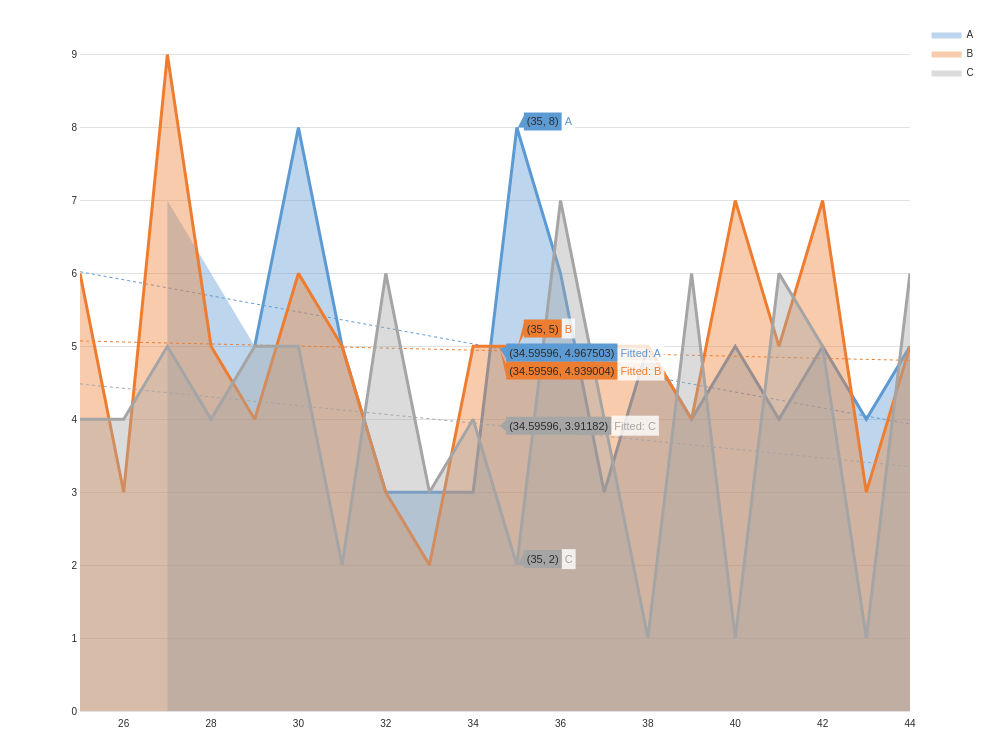 A
B
C
9
8
7
6
5
4
3
2
1
0
(35, 8) A
(35, 5) B
(34.59596, 4.967503) Fitted: A
(34.59596, 4.939004) Fitted: B
(34.59596, 3.91182) Fitted: C
(35, 2) C
26 28 30 32 34 36 38 40 42 44